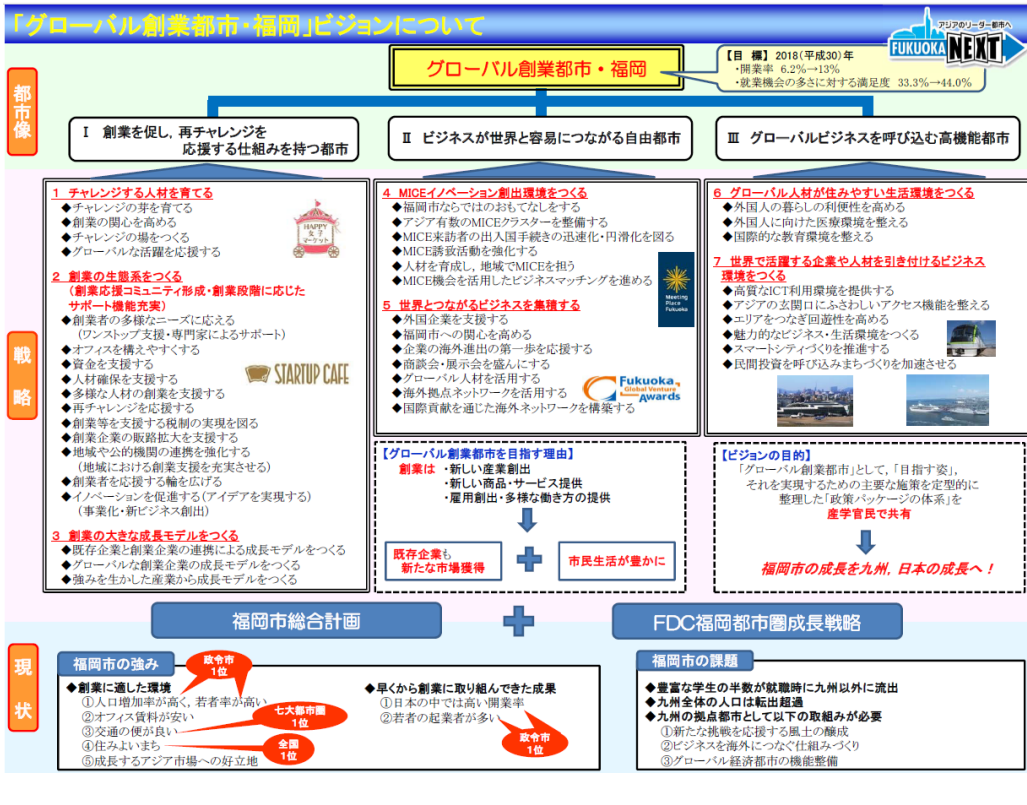 「グローバル創業都市・福岡」ビジョンについて
アジアのリーダー都市へ
FUKUOKA NEXT
都市像
グローバル創業都市・福岡
【目 標】 2018(平成30)年
・開業率 6.2%→13%
・就業機会の多さに対する満足度 33.3%→44.0%
Ⅰ 創業を促し，再チャレンジを
応援する仕組みを持つ都市
Ⅱ ビジネスが世界と容易につながる自由都市
Ⅲ グローバルビジネスを呼び込む高機能都市
戦略
1 チャレンジする人材を育てる
◆チャレンジの芽を育てる
◆創業の関心を高める
◆チャレンジの場をつくる
◆グローバルな活躍を応援する
HAPPY
女子
マーケット
2 創業の生態系をつくる
(創業応援コミュニティ形成・創業段階に応じた
サポート機能充実)
◆創業者の多様なニーズに応える
(ワンストップ支援・専門家によるサポート)
◆オフィスを構えやすくする
◆資金を支援する
◆人材確保を支援する
◆多様な人材の創業を支援する
◆再チャレンジを応援する
◆創業等を支援する税制の実現を図る
◆創業企業の販路拡大を支援する
◆地域や公的機関の連携を強化する
(地域における創業支援を充実させる)
◆創業者を応援する輪を広げる
◆イノベーションを促進する(アイデアを実現する)
(事業化・新ビジネス創出)
STARTUP CAFE
3 創業の大きな成長モデルをつくる
◆既存企業と創業企業の連携による成長モデルをつくる
◆グローバルな創業企業の成長モデルをつくる
◆強みを生かした産業から成長モデルをつくる
4 MICEイノベーション創出環境をつくる
◆福岡市ならではのおもてなしをする
◆アジア有数のMICEクラスターを整備する
◆MICE来訪者の出入国手続きの迅速化・円滑化を図る
◆MICE誘致活動を強化する
◆人材を育成し，地域でMICEを担う
◆MICE機会を活用したビジネスマッチングを進める
Meeting
Place
Fukuoka
5 世界とつながるビジネスを集積する
◆外国企業を支援する
◆福岡市への関心を高める
◆企業の海外進出の第一歩を応援する
◆商談会・展示会を盛んにする
◆グローバル人材を活用する
◆海外拠点ネットワークを活用する
◆国際貢献を通じた海外ネットワークを構築する
Fukuoka
Global Venture
Awards
6 グローバル人材が住みやすい生活環境をつくる
◆外国人の暮らしの利便性を高める
◆外国人に向けた医療環境を整える
◆国際的な教育環境を整える
7 世界で活躍する企業や人材を引き付けるビジネス
環境をつくる
◆高質なICT利用環境を提供する
◆アジアの玄関口にふさわしいアクセス機能を整える
◆エリアをつなぎ回遊性を高める
◆魅力的なビジネス・生活環境をつくる
◆スマートシティづくりを推進する
◆民間投資を呼び込みまちづくりを加速させる
【グローバル創業都市を目指す理由】
創業は ・新しい産業創出
・新しい商品・サービス提供
・雇用創出・多様な働き方の提供
既存企業も
新たな市場獲得
市民生活が豊かに
【ビジョンの目的】
「グローバル創業都市」として，「目指す姿」，
それを実現するための主要な施策を定型的に
整理した「政策パッケージの体系」を
産学官民で共有
福岡市の成長を九州，日本の成長へ！
福岡市総合計画
FDC福岡都市圏成長戦略
現状
福岡市の強み
政令市
1位
◆創業に適した環境
①人口増加率が高く，若者率が高い
②オフィス賃料が安い
③交通の便が良い
④住みよいまち
⑤成長するアジア市場への好立地
七大都市圏
1位
全国
1位
◆早くから創業に取り組んできた成果
①日本の中では高い開業率
②若者の起業者が多い
政令市
1位
福岡市の課題
◆豊富な学生の半数が就職時に九州以外に流出
◆九州全体の人口は転出超過
◆九州の拠点都市として以下の取組みが必要
①新たな挑戦を応援する風土の醸成
②ビジネスを海外につなぐ仕組みづくり
③グローバル経済都市の機能整備